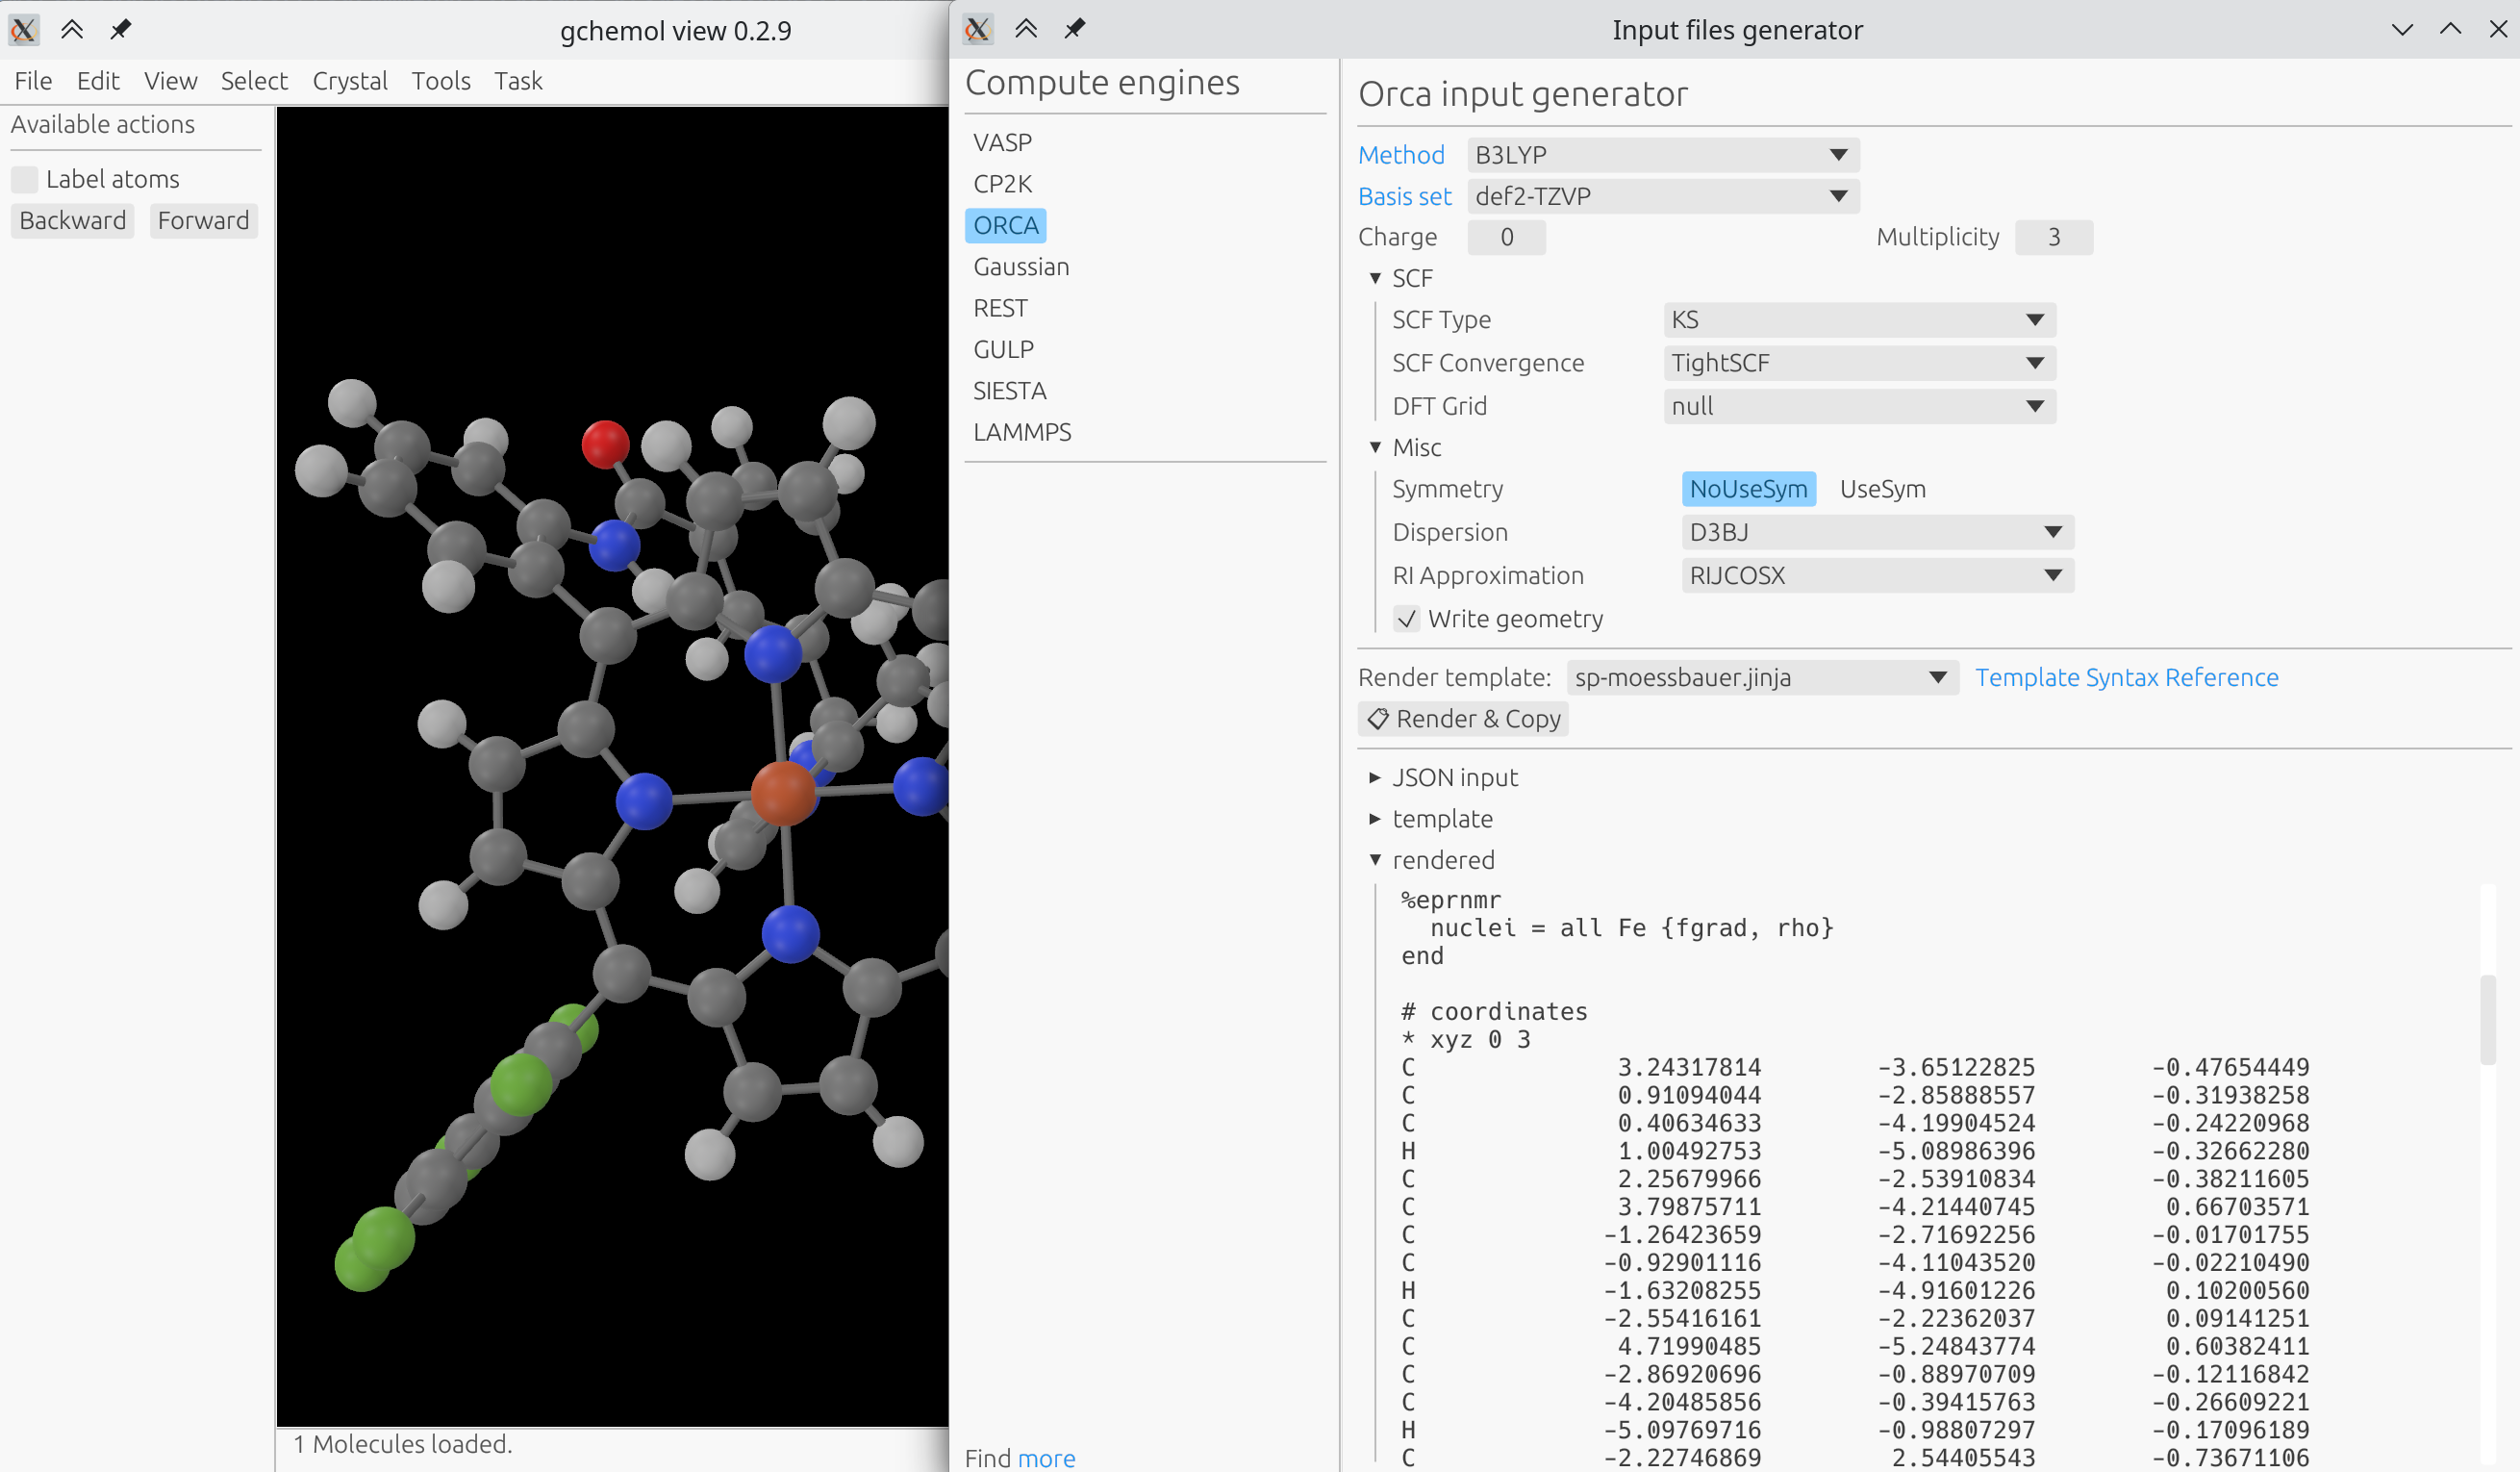 gchemol view 0.2.9
File Edit View Select Crystal Tools Task
Available actions
Label atoms
Backward Forward
1 Molecules loaded.
Input files generator
Compute engines
VASP
CP2K
ORCA
Gaussian
REST
GULP
SIESTA
LAMMPS
Find more
Orca input generator
Method B3LYP
Basis set def2-TZVP
Charge 0 Multiplicity 3
SCF
SCF Type KS
SCF Convergence TightSCF
DFT Grid null
Misc
Symmetry NoUseSym UseSym
Dispersion D3BJ
RI Approximation RIJCOSX
Write geometry
Render template: sp-moessbauer.jinja Template Syntax Reference
Render & Copy
JSON input
template
rendered
%eprnmr
nuclei = all Fe {fgrad, rho}
end
# coordinates
* xyz 0 3
C 3.24317814 -3.65122825 -0.47654449
C 0.91094044 -2.85888557 -0.31938258
C 0.40634633 -4.19904524 -0.24220968
H 1.00492753 -5.08986396 -0.32662280
C 2.25679966 -2.53910834 -0.38211605
C 3.79875711 -4.21440745 0.66703571
C -1.26423659 -2.71692256 -0.01701755
C -0.92901116 -4.11043520 -0.02210490
H -1.63208255 -4.91601226 0.10200560
C -2.55416161 -2.22362037 0.09141251
C 4.71990485 -5.24843774 0.60382411
C -2.86920696 -0.88970709 -0.12116842
C -4.20485856 -0.39415763 -0.26609221
H -5.09769716 -0.98807297 -0.17096189
C -2.22746869 2.54405543 -0.73671106